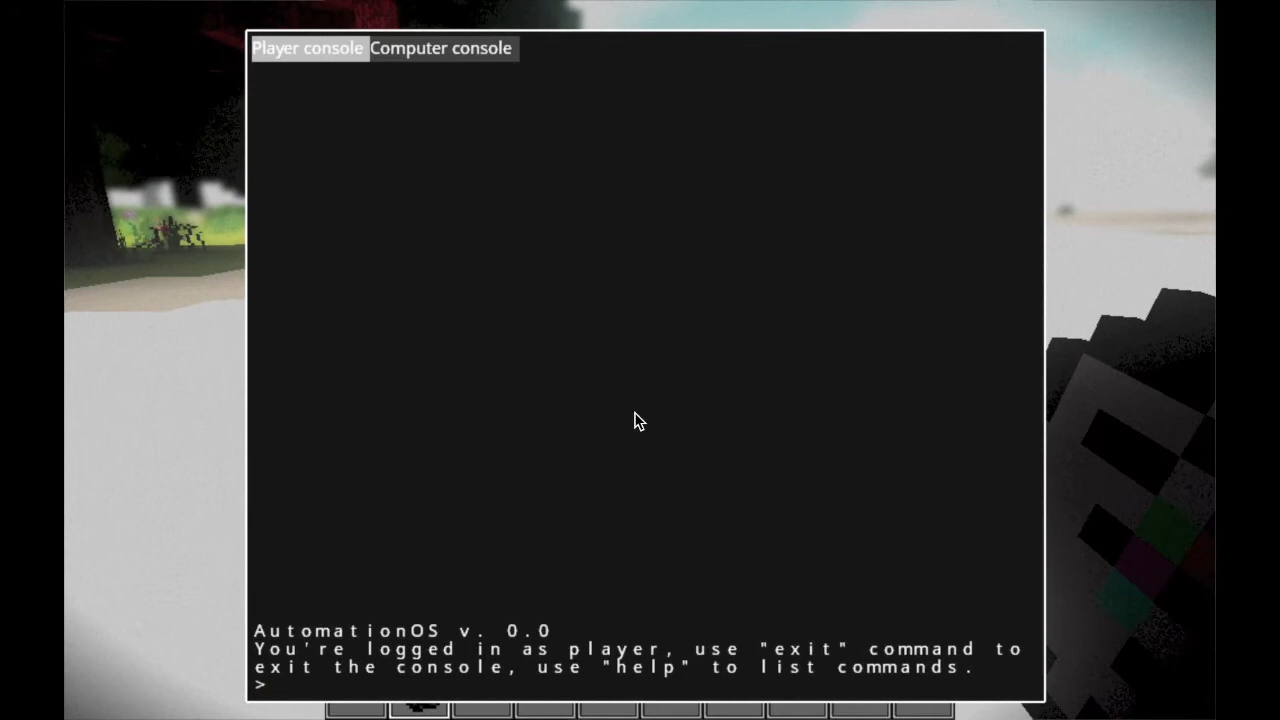 Player console Computer console
AutomationOS v. 0.0
You're logged in as player, use "exit" command to
exit the console, use "help" to list commands.
>